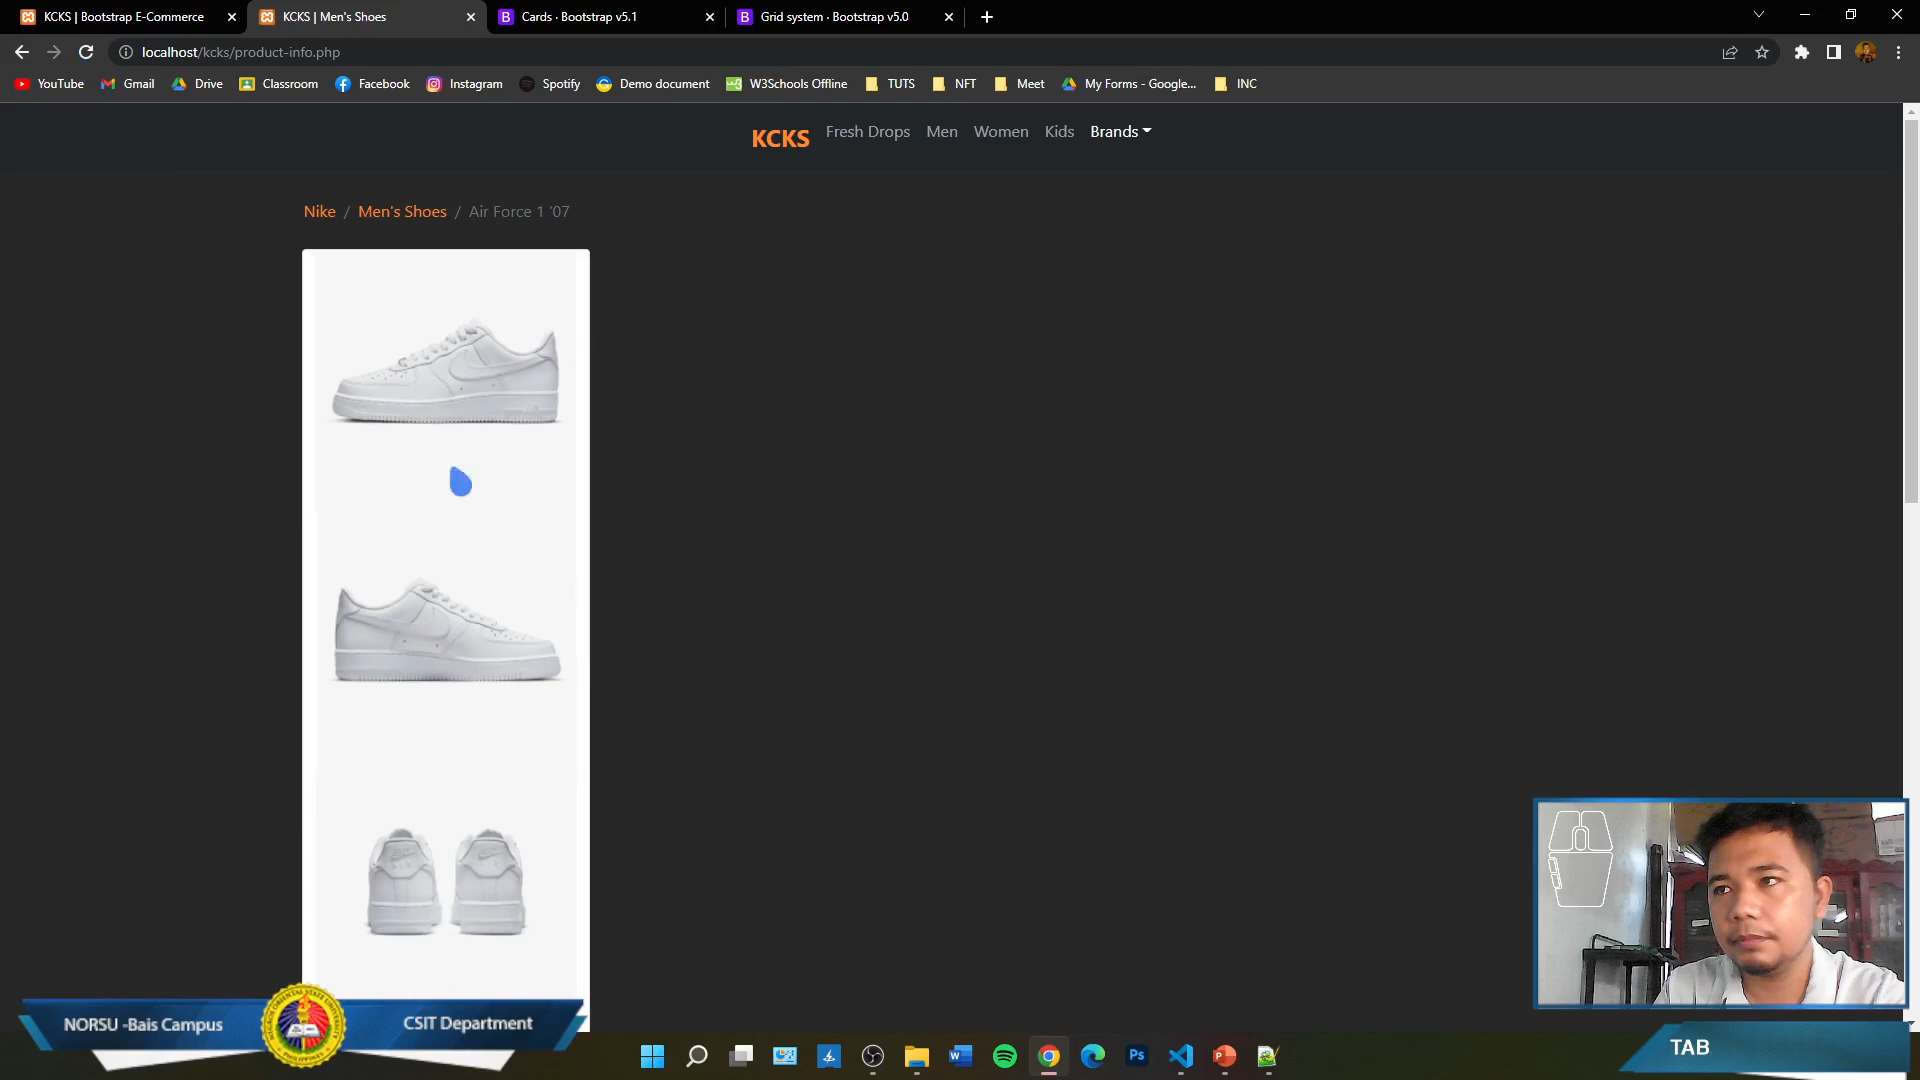 KCKS | Bootstrap E-Commerce
KCKS | Men's Shoes
Cards · Bootstrap v5.1
Grid system · Bootstrap v5.0
localhost/kcks/product-info.php
YouTube
Gmail
Drive
Classroom
Facebook
Instagram
Spotify
Demo document
W3Schools Offline
TUTS
NFT
Meet
My Forms - Google...
INC
KCKS
Fresh Drops
Men
Women
Kids
Brands
Nike / Men's Shoes / Air Force 1 '07
NORSU -Bais Campus
CSIT Department
TAB